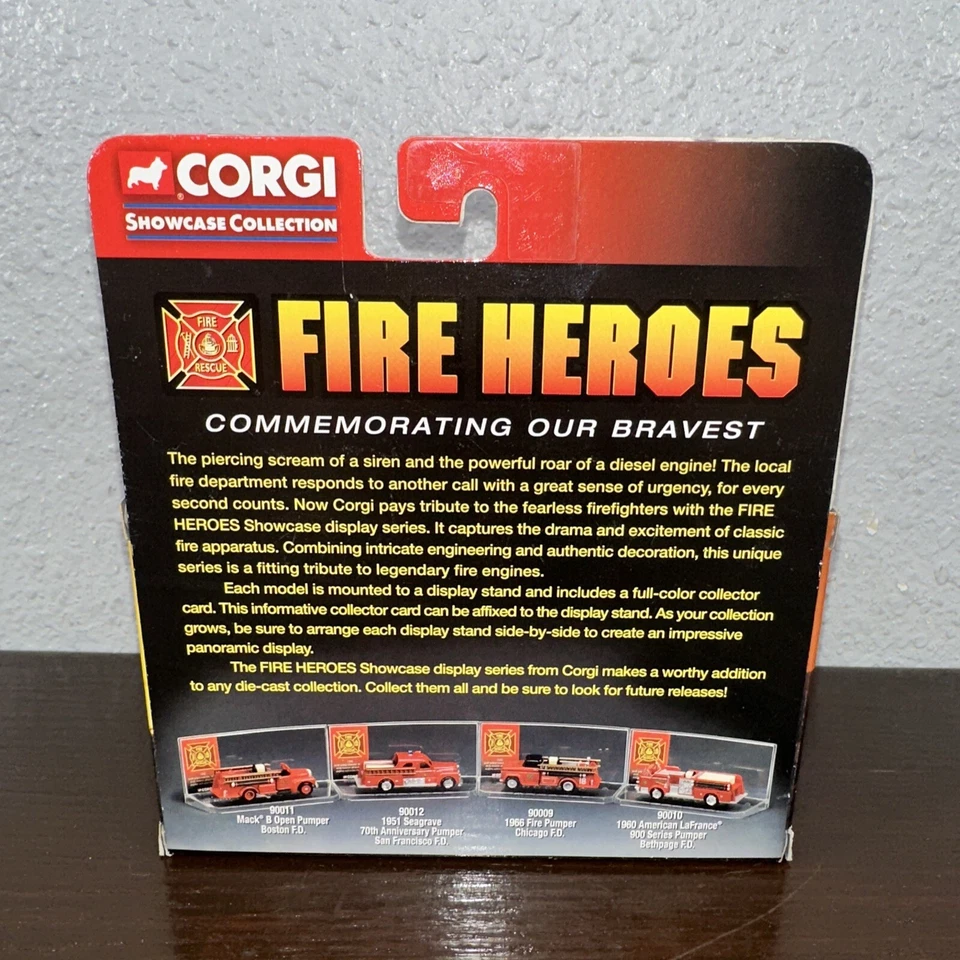 CORGI
®
SHOWCASE COLLECTION
FIRE
RESCUE
FIRE HEROES
COMMEMORATING OUR BRAVEST
The piercing scream of a siren and the powerful roar of a diesel engine! The local
fire department responds to another call with a great sense of urgency, for every
second counts. Now Corgi pays tribute to the fearless firefighters with the FIRE
HEROES Showcase display series. It captures the drama and excitement of classic
fire apparatus. Combining intricate engineering and authentic decoration, this unique
series is a fitting tribute to legendary fire engines.
Each model is mounted to a display stand and includes a full-color collector
card. This informative collector card can be affixed to the display stand. As your collection
grows, be sure to arrange each display stand side-by-side to create an impressive
panoramic display.
The FIRE HEROES Showcase display series from Corgi makes a worthy addition
to any die-cast collection. Collect them all and be sure to look for future releases!
90011
Mack® B Open Pumper
Boston F.D.
90012
1951 Seagrave
70th Anniversary Pumper
San Francisco F.D.
90009
1966 Fire Pumper
Chicago F.D.
90010
1960 American LaFrance®
900 Series Pumper
Bethpage F.D.